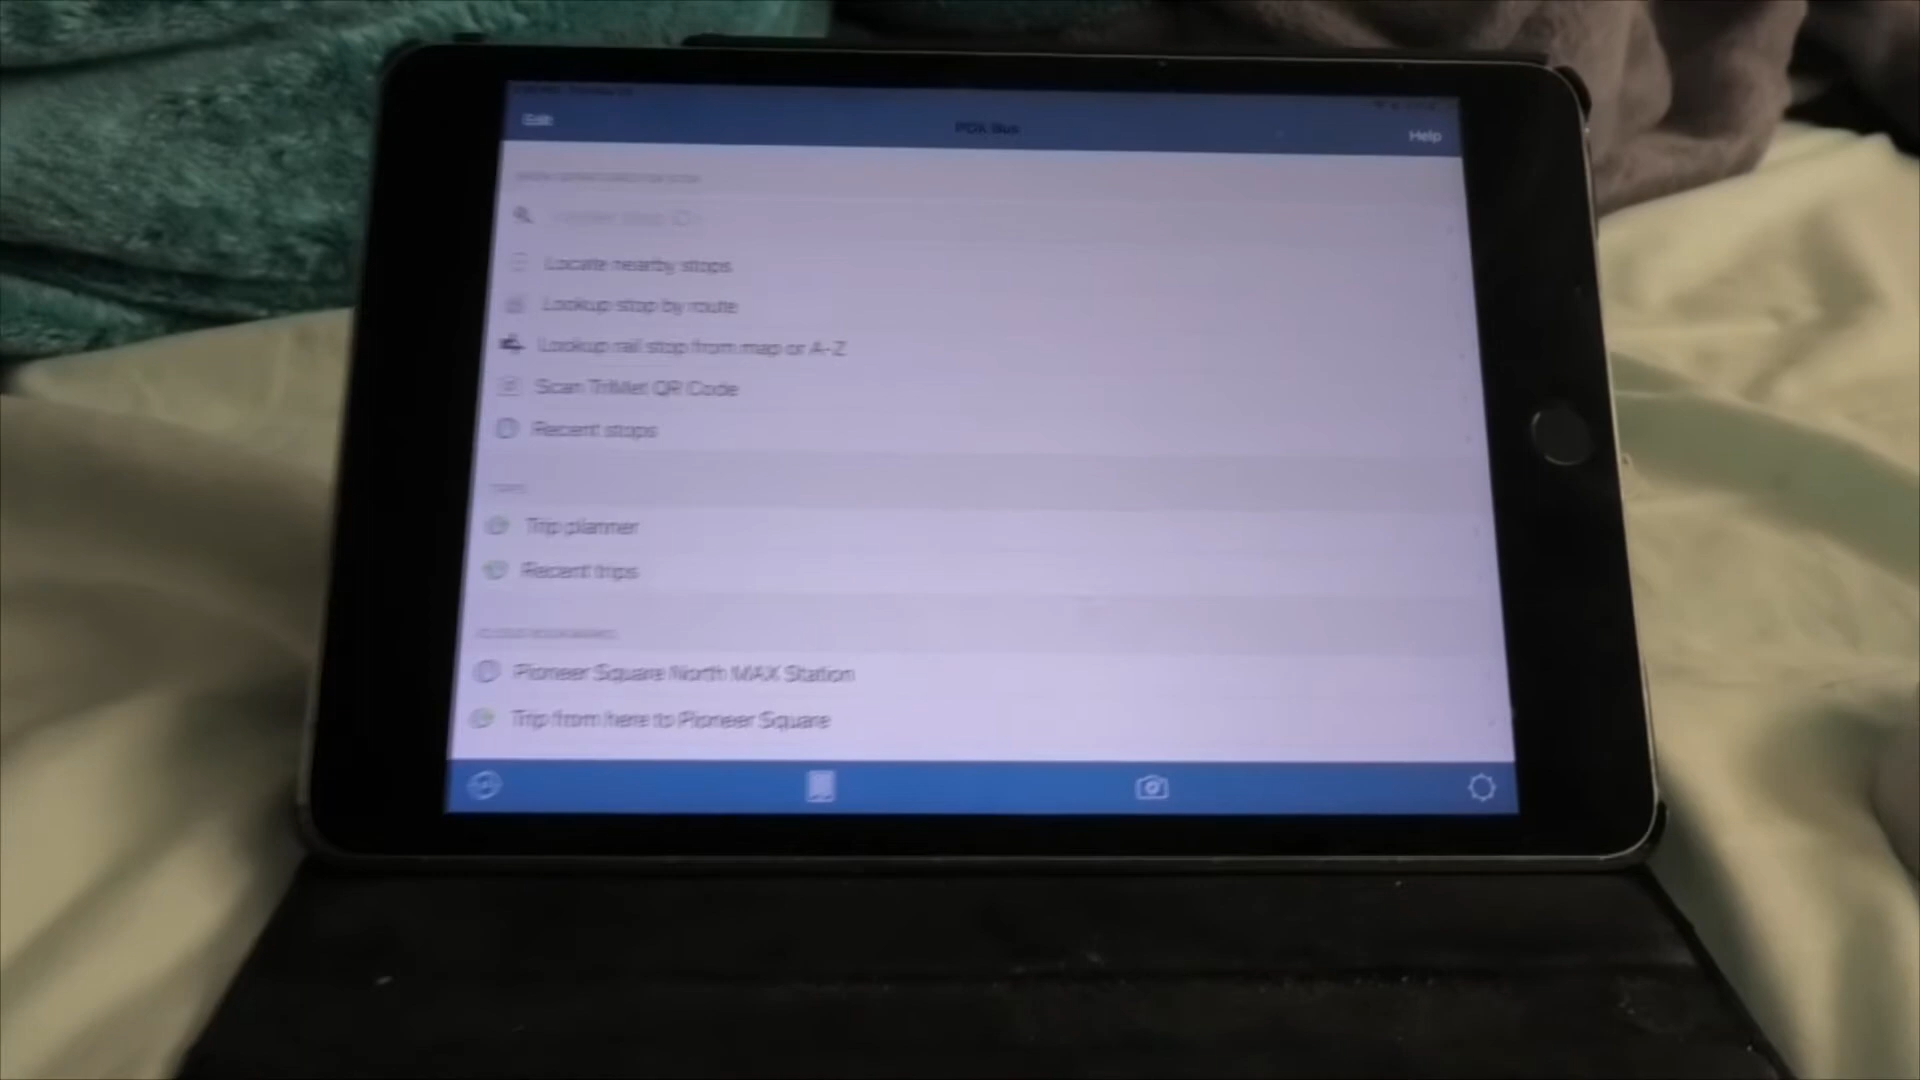 Edit
PDX Bus
Help
Locate nearby stops
Lookup stop by route
Lookup rail stop from map or A-Z
Scan TriMet QR Code
Recent stops
TRIPS
Trip planner
Recent trips
Pioneer Square North MAX Station
Trip from here to Pioneer Square